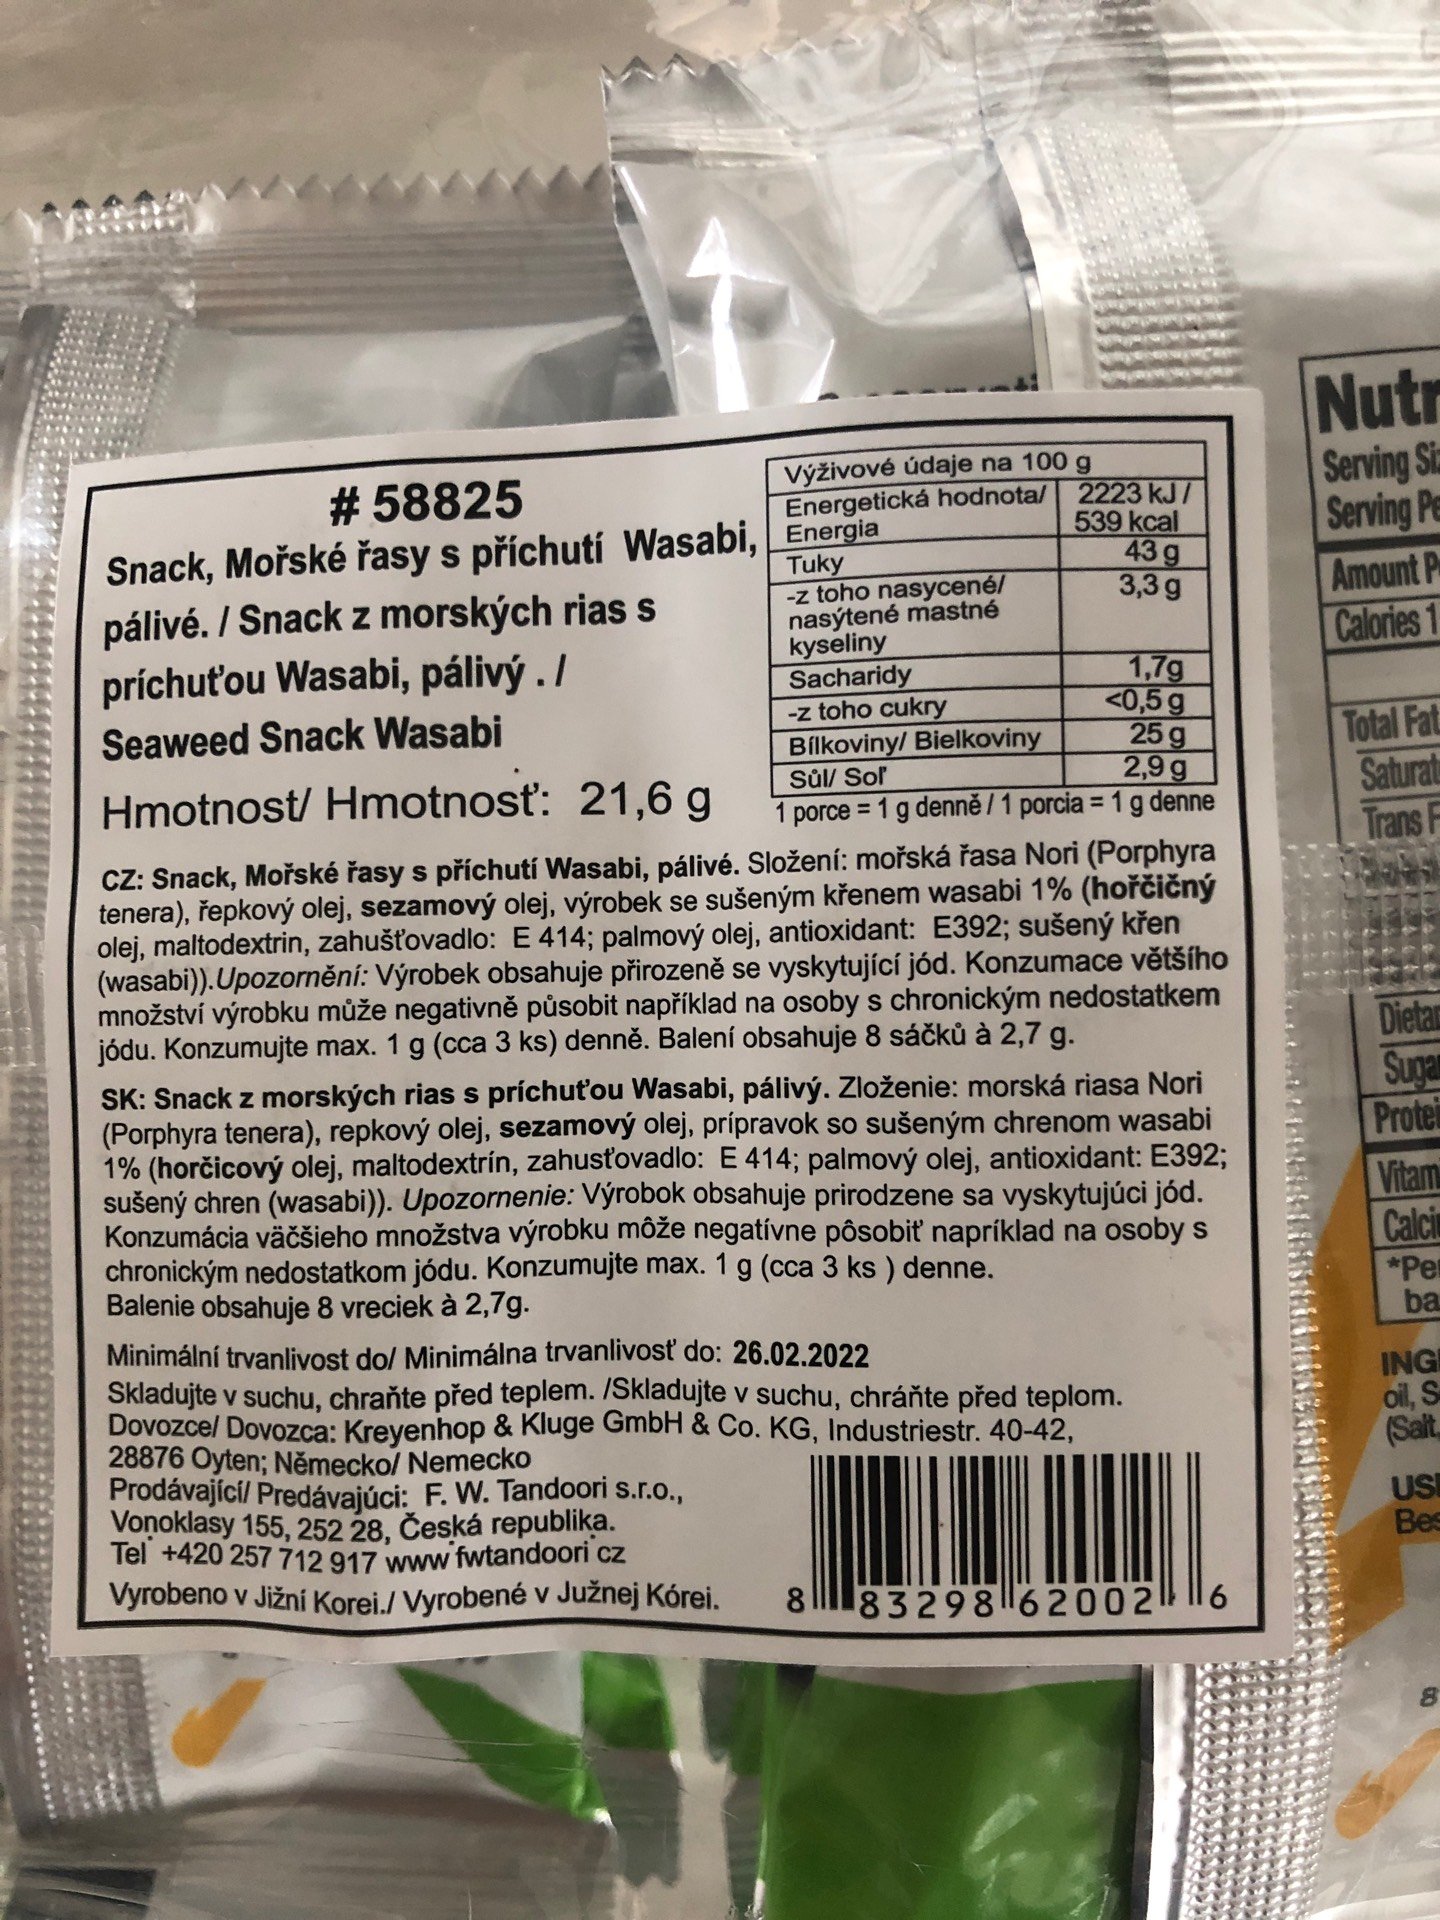 # 58825
Snack, Mořské řasy s příchutí Wasabi,
pálivé. / Snack z morských rias s
príchuťou Wasabi, pálivý . /
Seaweed Snack Wasabi
Hmotnost/ Hmotnosť: 21,6 g
Výživové údaje na 100 g
Energetická hodnota/ 2223 kJ /
Energia 539 kcal
Tuky 43 g
-z toho nasycené/ 3,3 g
nasýtené mastné
kyseliny
Sacharidy 1,7g
-z toho cukry <0,5 g
Bílkoviny/ Bielkoviny 25 g
Sůl/ Soľ 2,9 g
1 porce = 1 g denně / 1 porcia = 1 g denne
CZ: Snack, Mořské řasy s příchutí Wasabi, pálivé. Složení: mořská řasa Nori (Porphyra
tenera), řepkový olej, sezamový olej, výrobek se sušeným křenem wasabi 1% (hořčičný
olej, maltodextrin, zahušťovadlo: E 414; palmový olej, antioxidant: E392; sušený křen
(wasabi)). Upozornění: Výrobek obsahuje přirozeně se vyskytující jód. Konzumace většího
množství výrobku může negativně působit například na osoby s chronickým nedostatkem
jódu. Konzumujte max. 1 g (cca 3 ks) denně. Balení obsahuje 8 sáčků à 2,7 g.
SK: Snack z morských rias s príchuťou Wasabi, pálivý. Zloženie: morská riasa Nori
(Porphyra tenera), repkový olej, sezamový olej, prípravok so sušeným chrenom wasabi
1% (horčicový olej, maltodextrín, zahusťovadlo: E 414; palmový olej, antioxidant: E392;
sušený chren (wasabi)). Upozornenie: Výrobok obsahuje prirodzene sa vyskytujúci jód.
Konzumácia väčšieho množstva výrobku môže negatívne pôsobiť napríklad na osoby s
chronickým nedostatkom jódu. Konzumujte max. 1 g (cca 3 ks ) denne.
Balenie obsahuje 8 vreciek à 2,7g.
Minimální trvanlivost do/ Minimálna trvanlivosť do: 26.02.2022
Skladujte v suchu, chraňte před teplem. /Skladujte v suchu, chráňte před teplom.
Dovozce/ Dovozca: Kreyenhop & Kluge GmbH & Co. KG, Industriestr. 40-42,
28876 Oyten; Německo/ Nemecko
Prodávající/ Predávajúci: F. W. Tandoori s.r.o.,
Vonoklasy 155, 252 28, Česká republika.
Tel +420 257 712 917 www fwtandoori cz
Vyrobeno v Jižní Korei./ Vyrobené v Južnej Kórei.
8 83298 62002 6
Nutr
Serving Si
Serving Pe
Amount P
Calories 1
Total Fat
Saturat
Trans F
Dietar
Sugar
Protei
Vitam
Calci
*Pe
ba
ING
oil, S
(Salt,
US
Bes
8